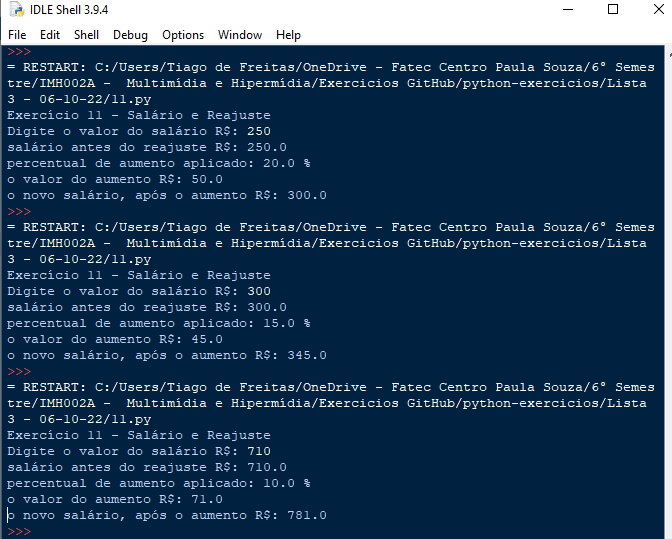 IDLE Shell 3.9.4
File Edit Shell Debug Options Window Help
>>>
= RESTART: C:/Users/Tiago de Freitas/OneDrive - Fatec Centro Paula Souza/6° Semes
tre/IMH002A -  Multimídia e Hipermídia/Exercicios GitHub/python-exercicios/Lista
3 - 06-10-22/11.py
Exercício 11 - Salário e Reajuste
Digite o valor do salário R$: 250
salário antes do reajuste R$: 250.0
percentual de aumento aplicado: 20.0 %
o valor do aumento R$: 50.0
o novo salário, após o aumento R$: 300.0
>>>
= RESTART: C:/Users/Tiago de Freitas/OneDrive - Fatec Centro Paula Souza/6° Semes
tre/IMH002A -  Multimídia e Hipermídia/Exercicios GitHub/python-exercicios/Lista
3 - 06-10-22/11.py
Exercício 11 - Salário e Reajuste
Digite o valor do salário R$: 300
salário antes do reajuste R$: 300.0
percentual de aumento aplicado: 15.0 %
o valor do aumento R$: 45.0
o novo salário, após o aumento R$: 345.0
>>>
= RESTART: C:/Users/Tiago de Freitas/OneDrive - Fatec Centro Paula Souza/6° Semes
tre/IMH002A -  Multimídia e Hipermídia/Exercicios GitHub/python-exercicios/Lista
3 - 06-10-22/11.py
Exercício 11 - Salário e Reajuste
Digite o valor do salário R$: 710
salário antes do reajuste R$: 710.0
percentual de aumento aplicado: 10.0 %
o valor do aumento R$: 71.0
o novo salário, após o aumento R$: 781.0
>>>